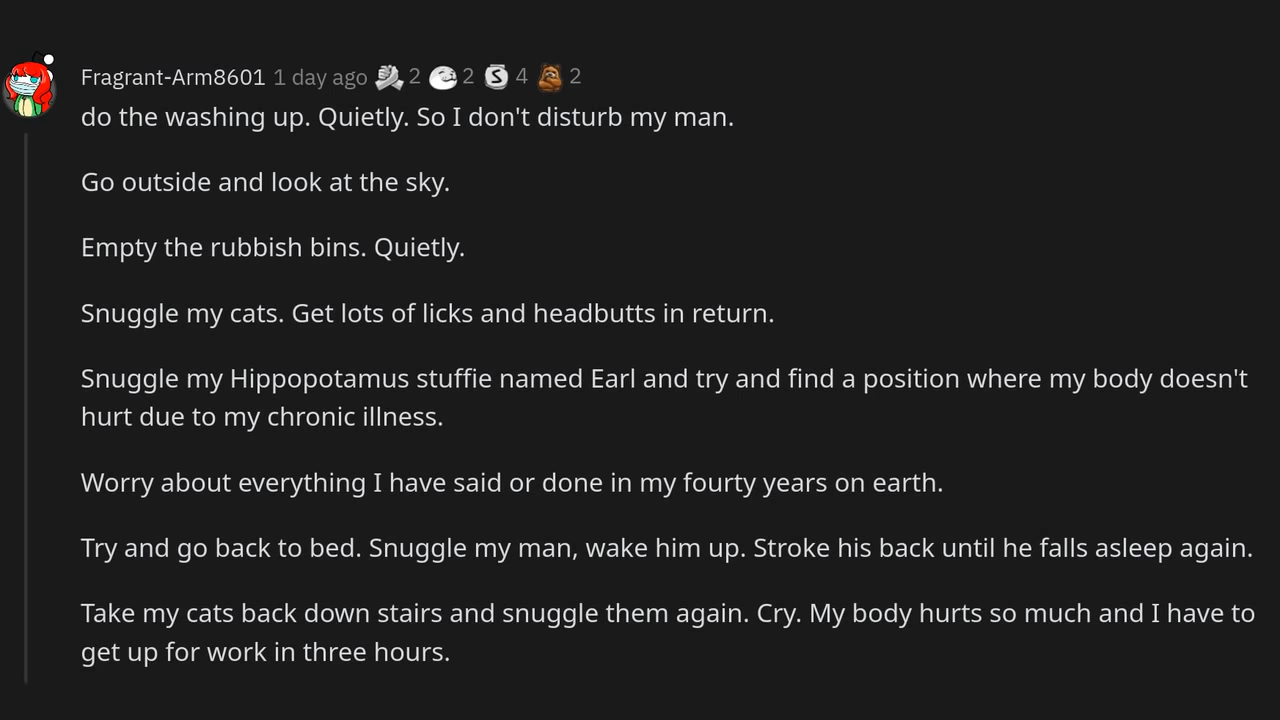 Fragrant-Arm8601 1 day ago 2 2 S 4 2
do the washing up. Quietly. So I don't disturb my man.
Go outside and look at the sky.
Empty the rubbish bins. Quietly.
Snuggle my cats. Get lots of licks and headbutts in return.
Snuggle my Hippopotamus stuffie named Earl and try and find a position where my body doesn't
hurt due to my chronic illness.
Worry about everything I have said or done in my fourty years on earth.
Try and go back to bed. Snuggle my man, wake him up. Stroke his back until he falls asleep again.
Take my cats back down stairs and snuggle them again. Cry. My body hurts so much and I have to
get up for work in three hours.